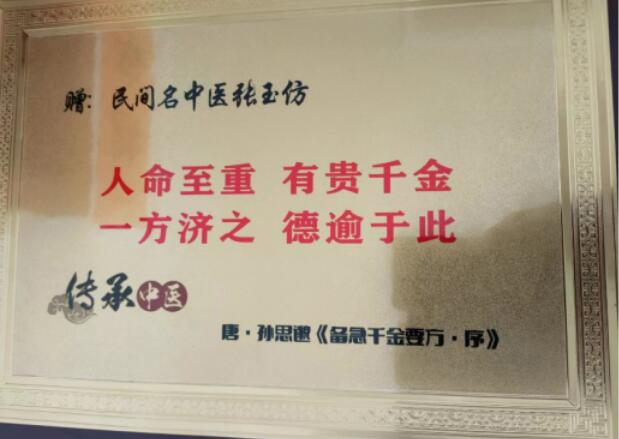 赠：民间名中医张玉仿
人命至重 有贵千金
一方济之 德逾于此
传承中医
唐·孙思邈《备急千金要方·序》